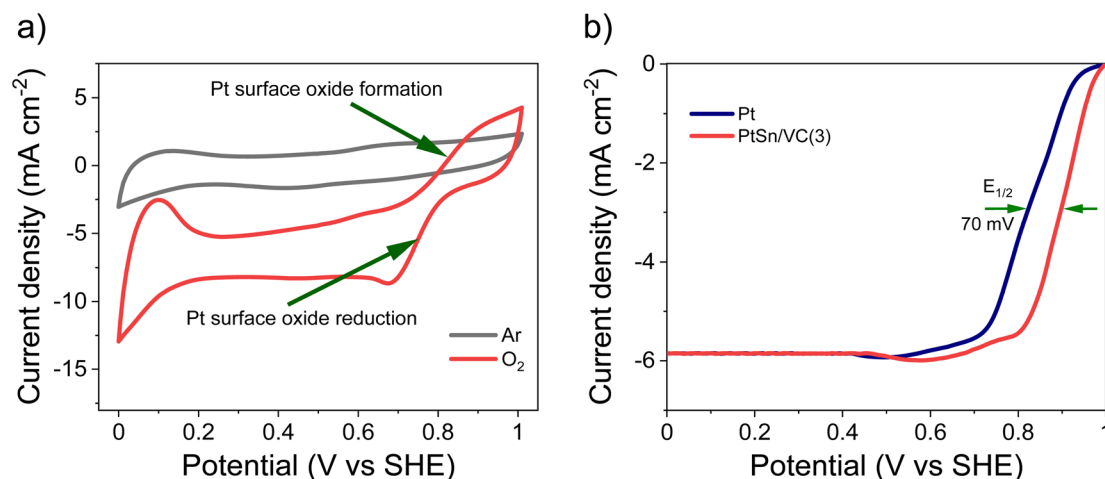 a)
Current density (mA cm⁻²)
5
0
-5
-10
-15
Pt surface oxide formation
Pt surface oxide reduction
Ar
O₂
0 0.2 0.4 0.6 0.8 1
Potential (V vs SHE)
b)
Current density (mA cm⁻²)
0
-2
-4
-6
Pt
PtSn/VC(3)
E₁/₂
70 mV
0 0.2 0.4 0.6 0.8 1
Potential (V vs SHE)